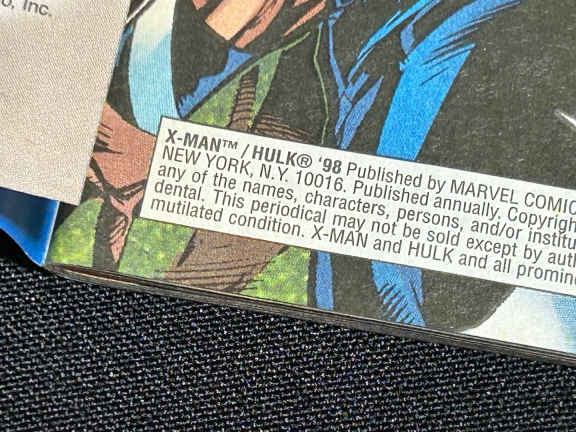 Inc.
X-MAN™ / HULK® '98 Published by MARVEL COMIC
NEW YORK, N.Y. 10016. Published annually. Copyrigh
any of the names, characters, persons, and/or institu
dental. This periodical may not be sold except by auth
mutilated condition. X-MAN and HULK and all promine